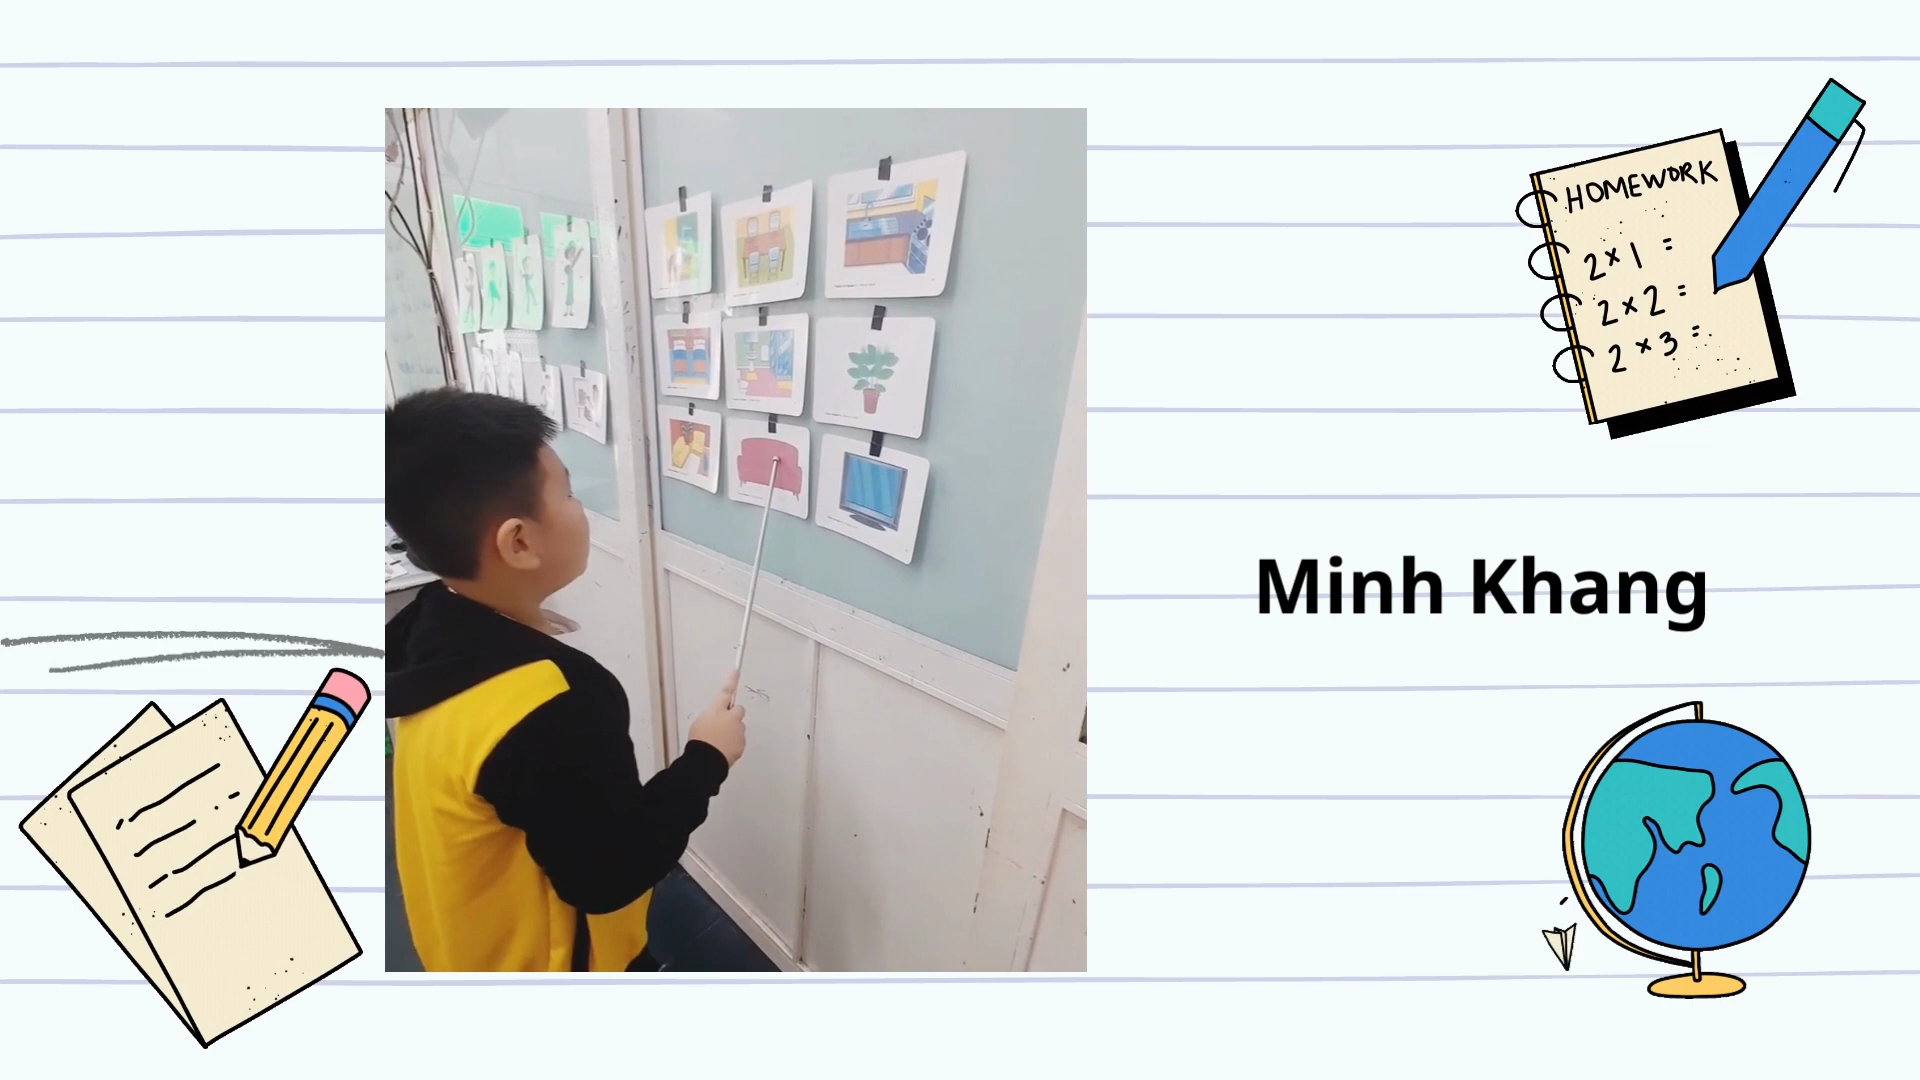 HOMEWORK
2 x 1 =
2 x 2 =
2 x 3 =
Minh Khang